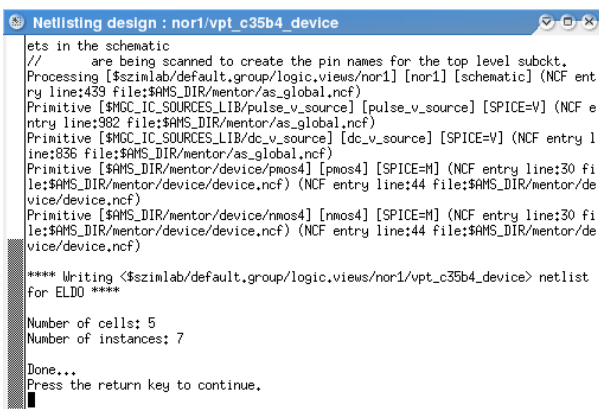 Netlisting design : nor1/vpt_c35b4_device
ets in the schematic
//       are being scanned to create the pin names for the top level subckt.
Processing [$szimlab/default.group/logic.views/nor1] [nor1] [schematic] (NCF ent
ry line:439 file:$AMS_DIR/mentor/as_global.ncf)
Primitive [$MGC_IC_SOURCES_LIB/pulse_v_source] [pulse_v_source] [SPICE=V] (NCF e
ntry line:982 file:$AMS_DIR/mentor/as_global.ncf)
Primitive [$MGC_IC_SOURCES_LIB/dc_v_source] [dc_v_source] [SPICE=V] (NCF entry l
ine:836 file:$AMS_DIR/mentor/as_global.ncf)
Primitive [$AMS_DIR/mentor/device/pmos4] [pmos4] [SPICE=M] (NCF entry line:30 fi
le:$AMS_DIR/mentor/device/device.ncf) (NCF entry line:44 file:$AMS_DIR/mentor/de
vice/device.ncf)
Primitive [$AMS_DIR/mentor/device/nmos4] [nmos4] [SPICE=M] (NCF entry line:30 fi
le:$AMS_DIR/mentor/device/device.ncf) (NCF entry line:44 file:$AMS_DIR/mentor/de
vice/device.ncf)
**** Writing <$szimlab/default.group/logic.views/nor1/vpt_c35b4_device> netlist
for ELDO ****
Number of cells: 5
Number of instances: 7
Done...
Press the return key to continue.